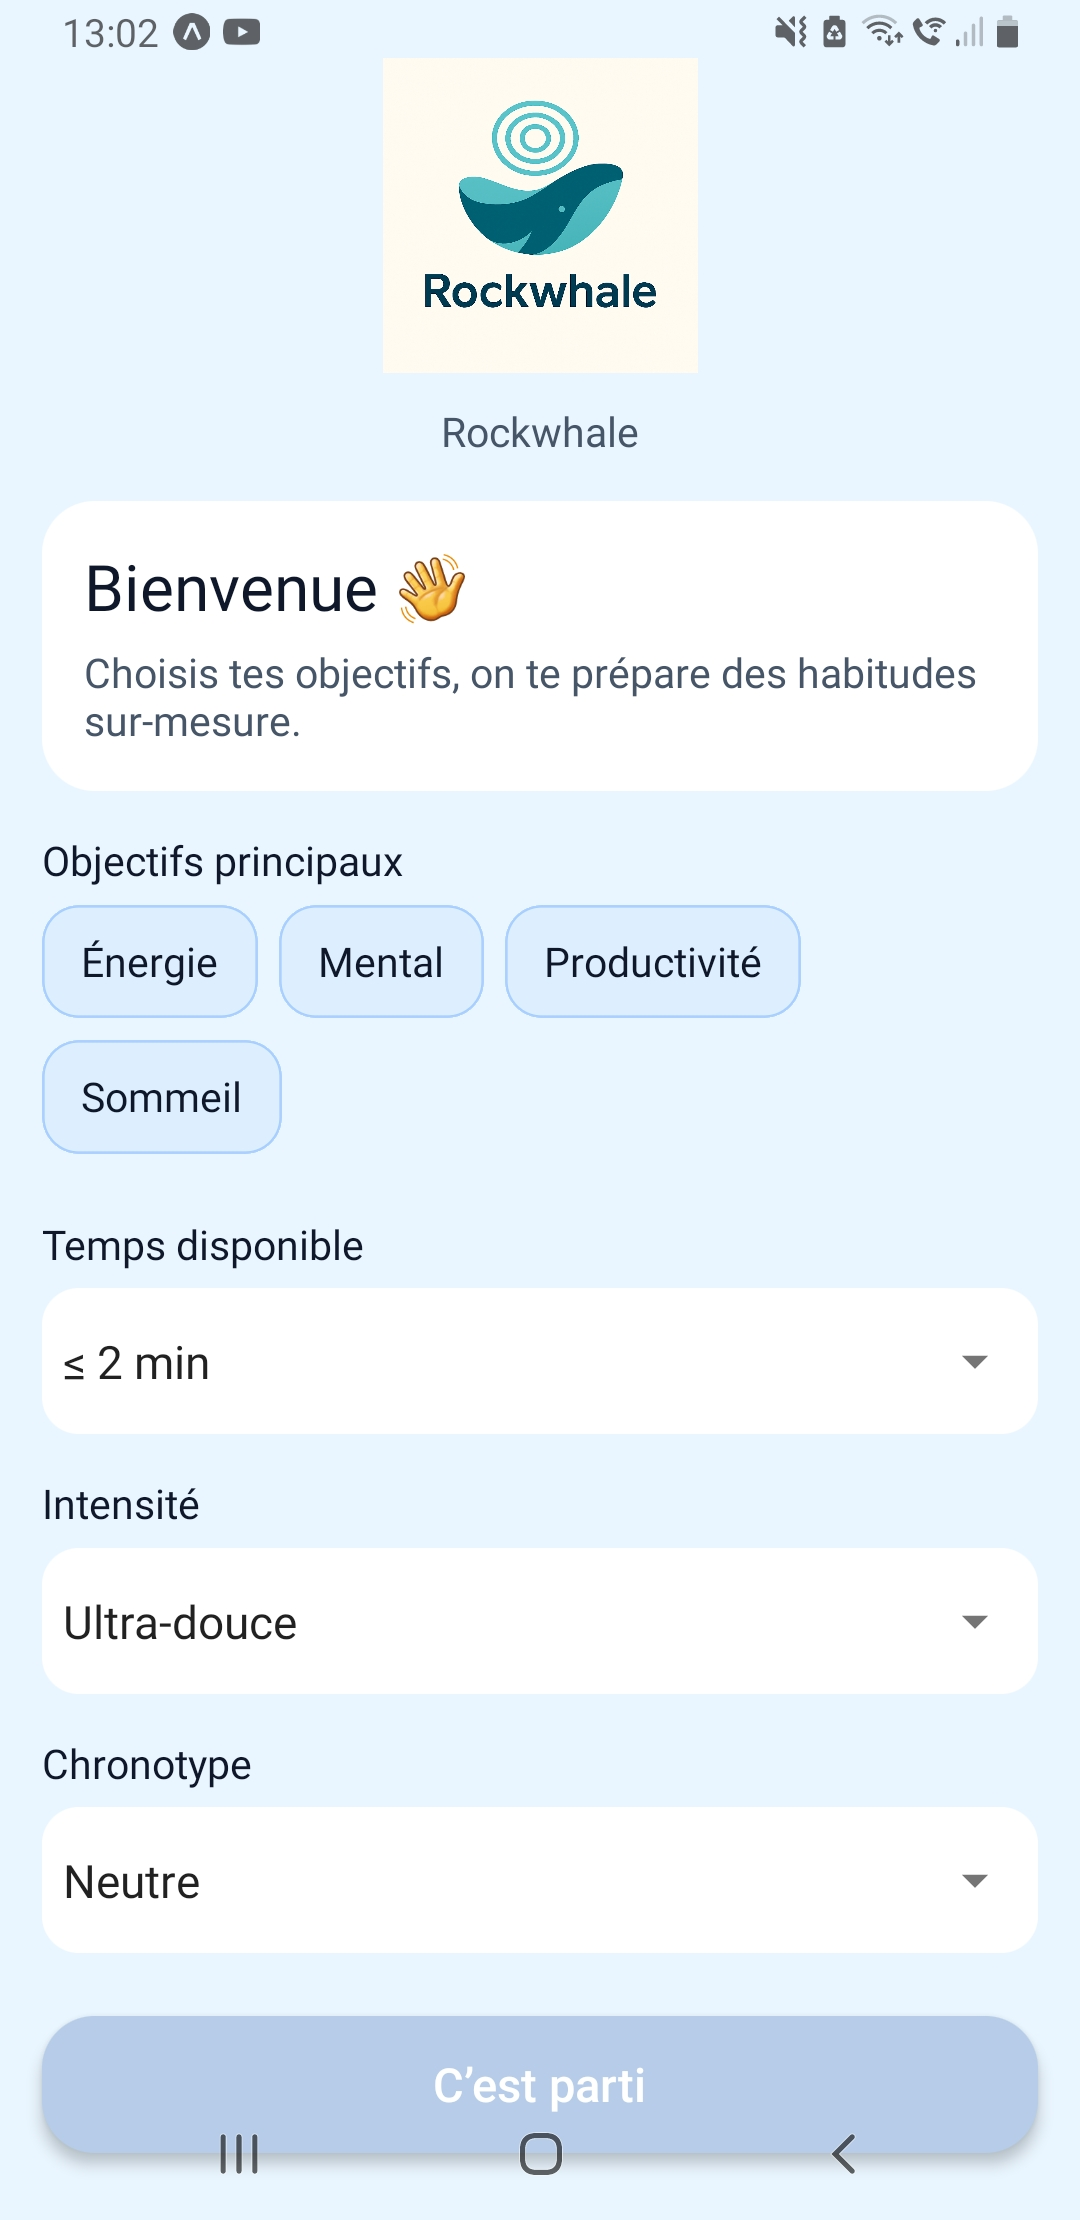 13:02
Rockwhale
Rockwhale
Bienvenue 👋
Choisis tes objectifs, on te prépare des habitudes
sur-mesure.
Objectifs principaux
Énergie
Mental
Productivité
Sommeil
Temps disponible
≤ 2 min
Intensité
Ultra-douce
Chronotype
Neutre
C’est parti